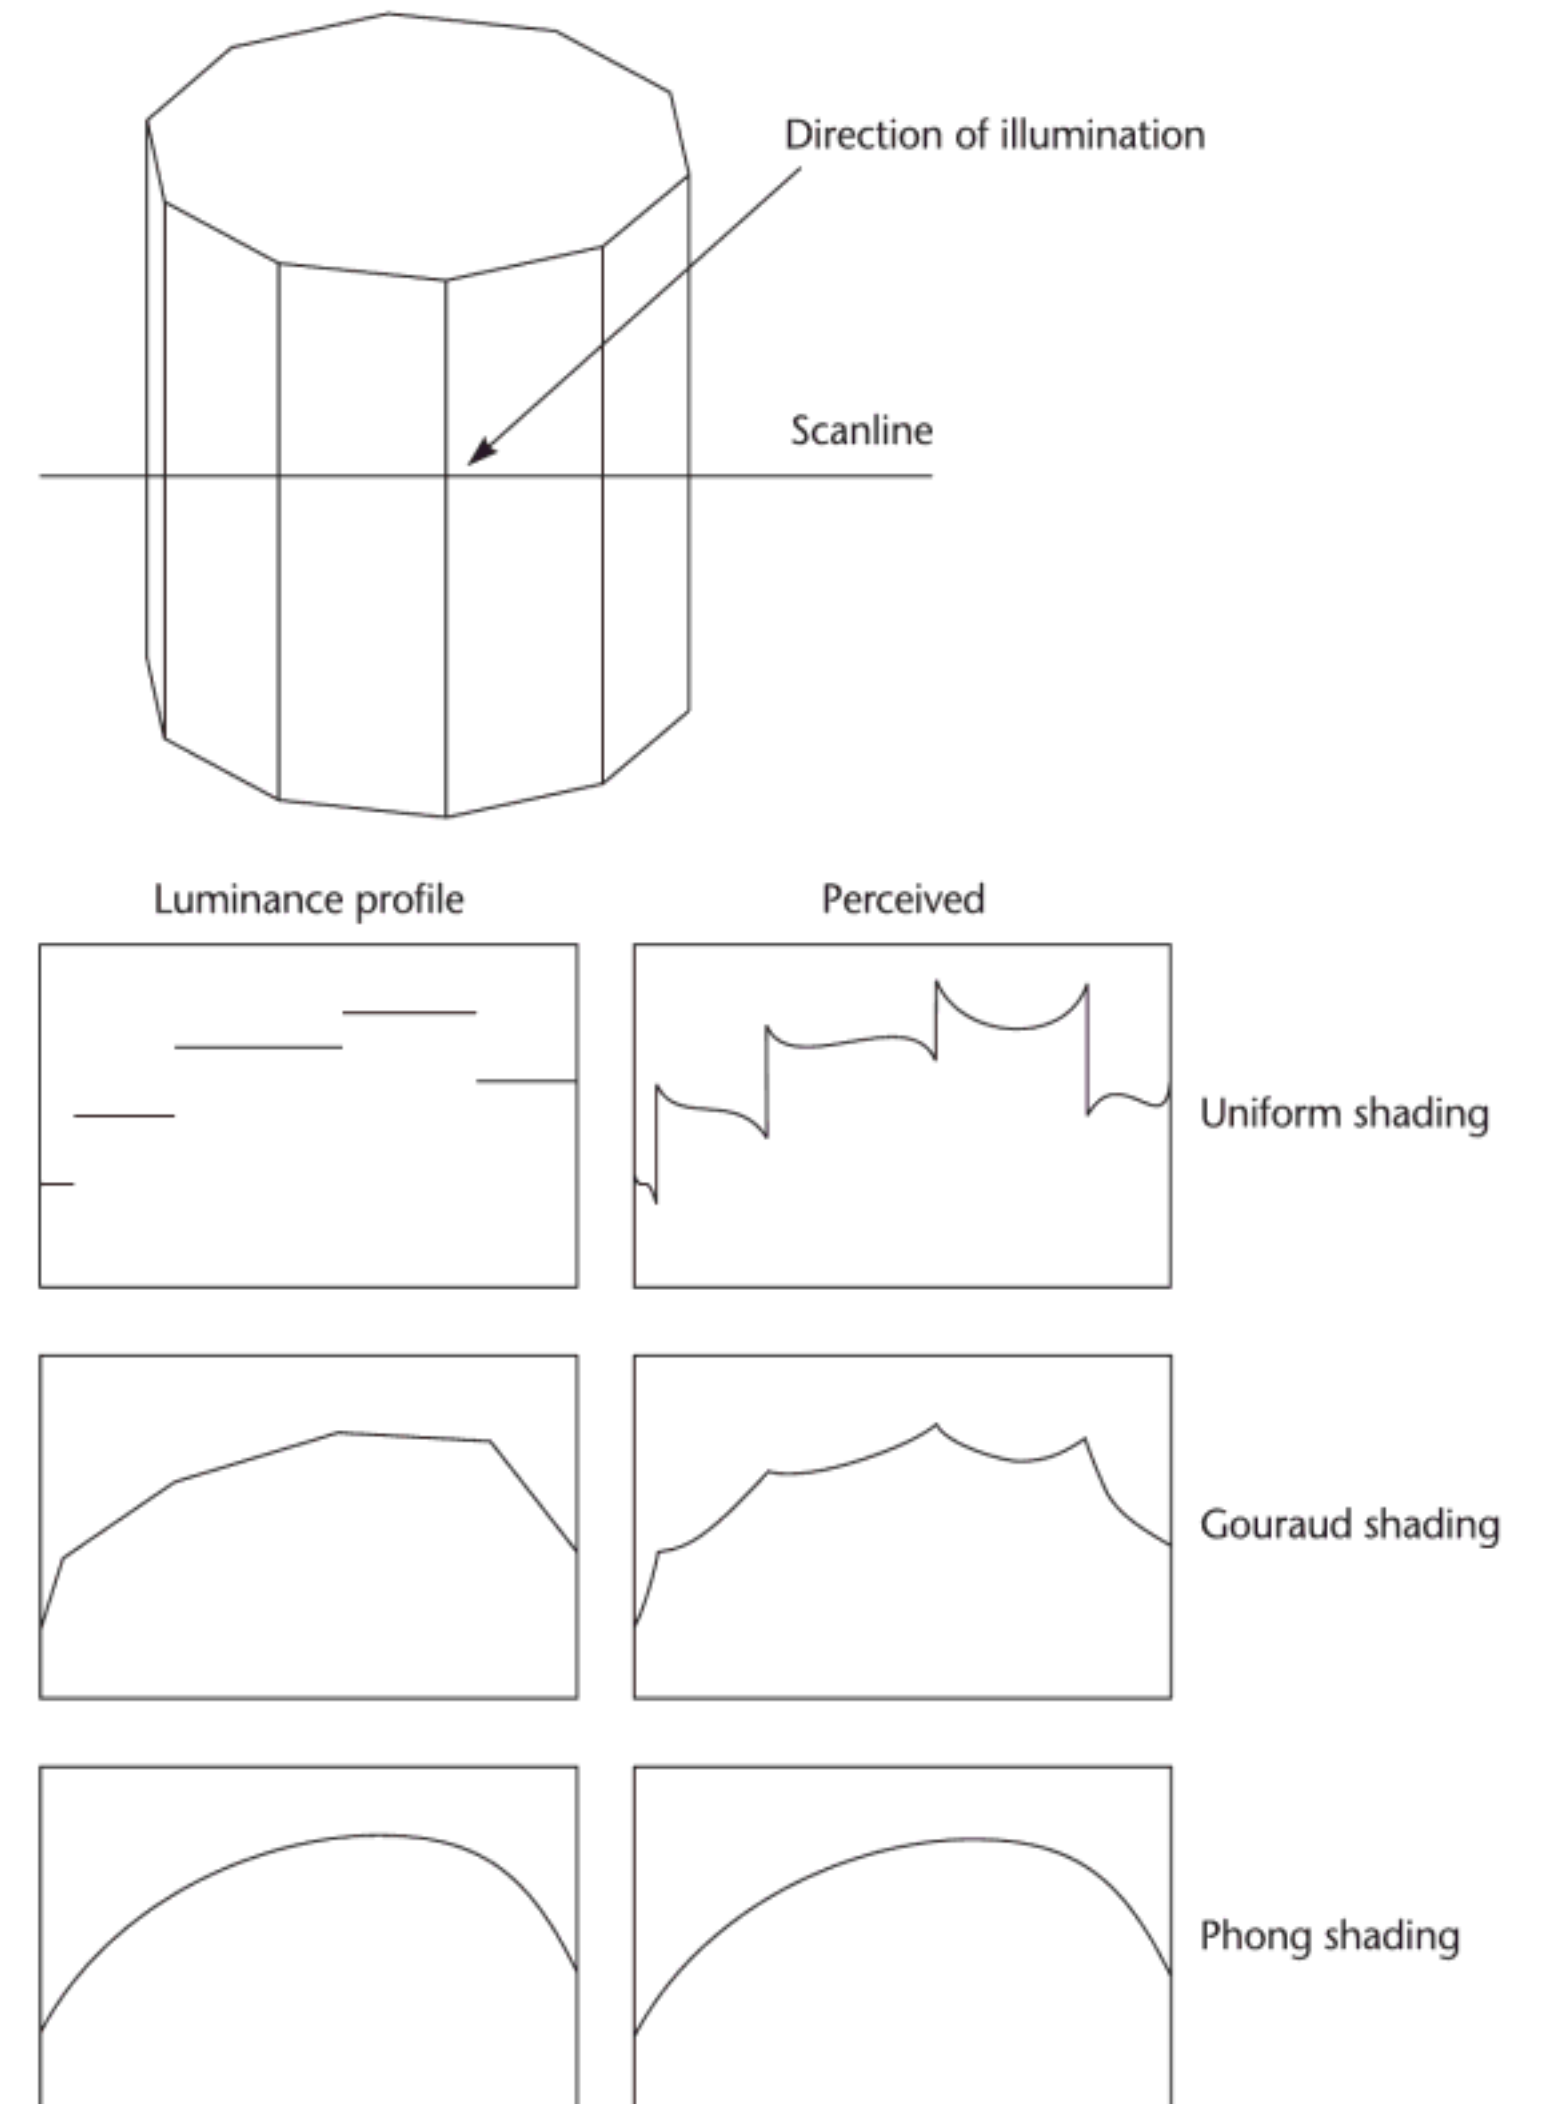 Direction of illumination
Scanline
Luminance profile
Perceived
Uniform shading
Gouraud shading
Phong shading